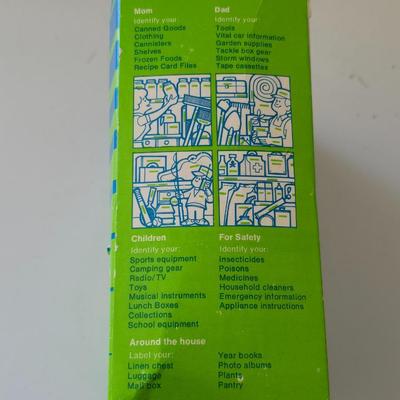 Mom
Identify your:
Canned Goods
Clothing
Cannisters
Shelves
Frozen Foods
Recipe Card Files
Dad
Identify your:
Tools
Vital car information
Garden supplies
Tackle box gear
Storm windows
Tape cassettes
Children
Identify your:
Sports equipment
Camping gear
Radio/TV
Toys
Musical instruments
Lunch Boxes
Collections
School equipment
For Safety
Identify your:
Insecticides
Poisons
Medicines
Household cleaners
Emergency information
Appliance instructions
Around the house
Label your:
Linen chest
Luggage
Mail box
Year books
Photo albums
Plants
Pantry